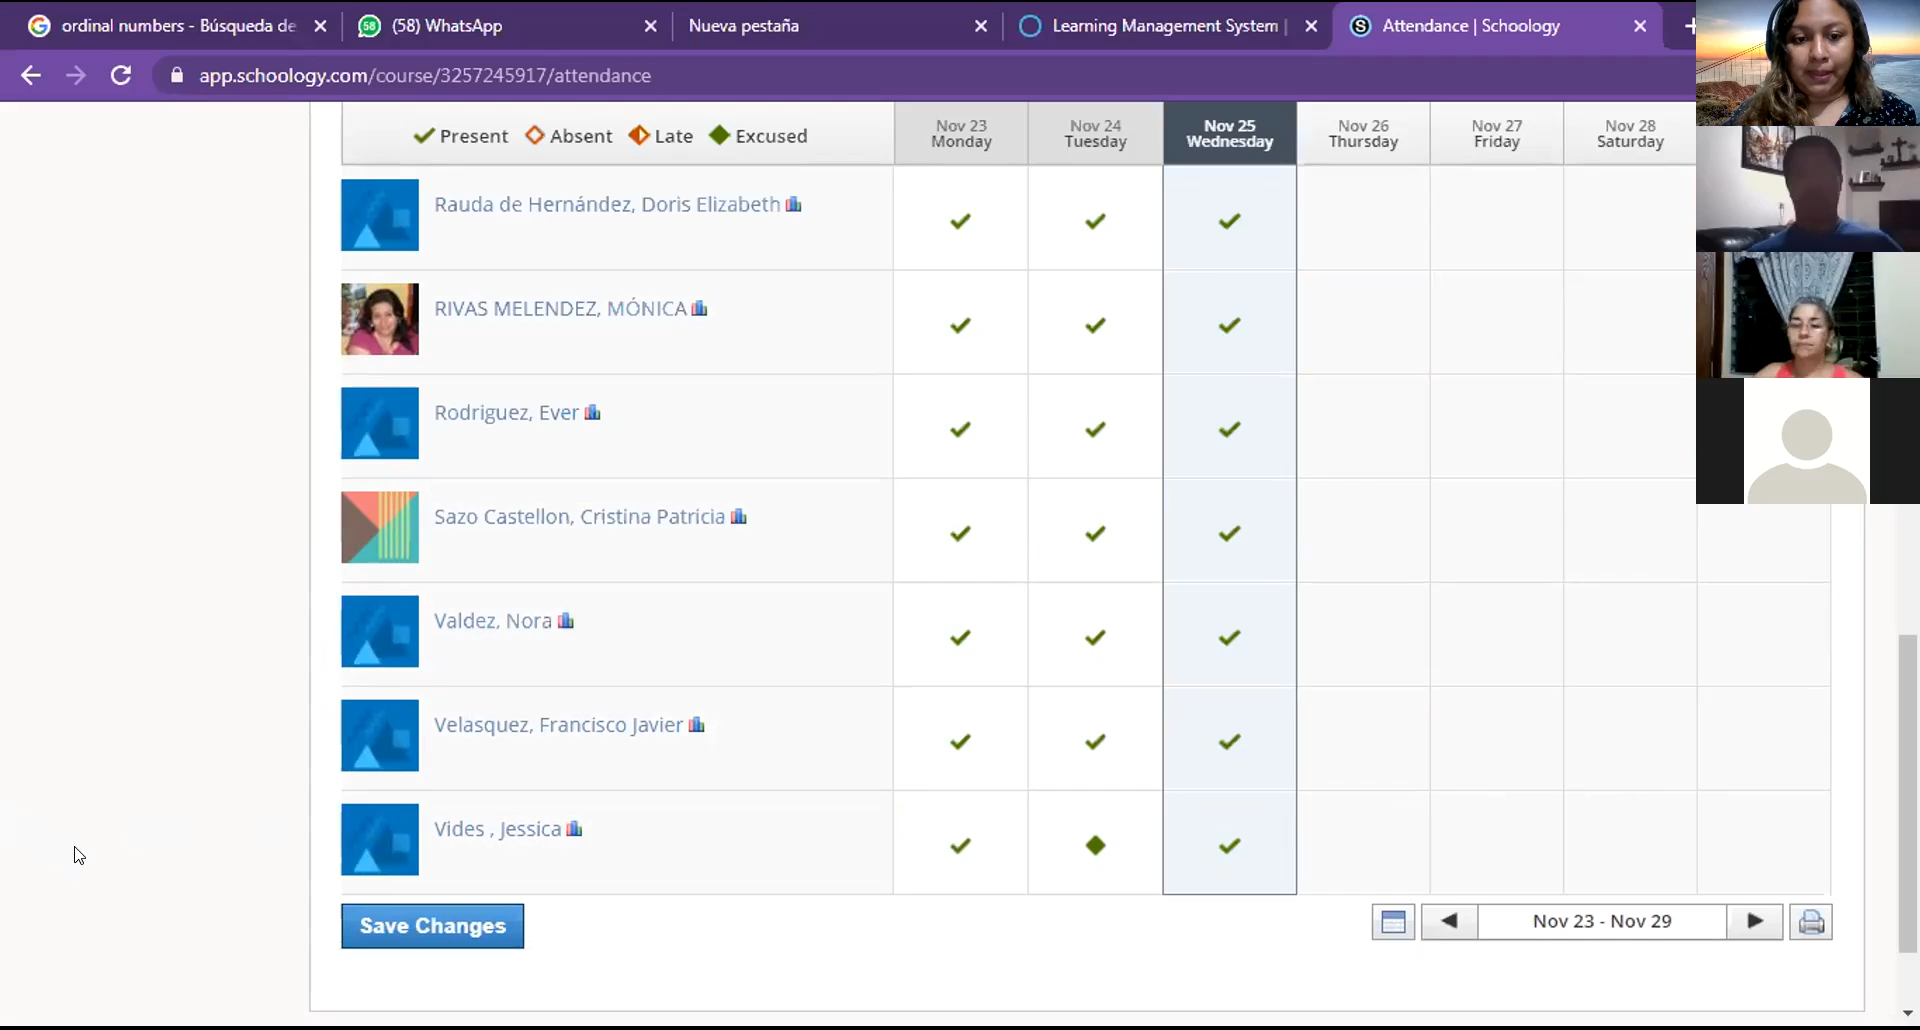 ordinal numbers - Búsqueda de
58 (58) WhatsApp
Nueva pestaña
Learning Management System |
S Attendance | Schoology
app.schoology.com/course/3257245917/attendance
Present Absent Late Excused
Nov 23 Monday
Nov 24 Tuesday
Nov 25 Wednesday
Nov 26 Thursday
Nov 27 Friday
Nov 28 Saturday
Rauda de Hernández, Doris Elizabeth
RIVAS MELENDEZ, MÓNICA
Rodriguez, Ever
Sazo Castellon, Cristina Patricia
Valdez, Nora
Velasquez, Francisco Javier
Vides , Jessica
Save Changes
Nov 23 - Nov 29